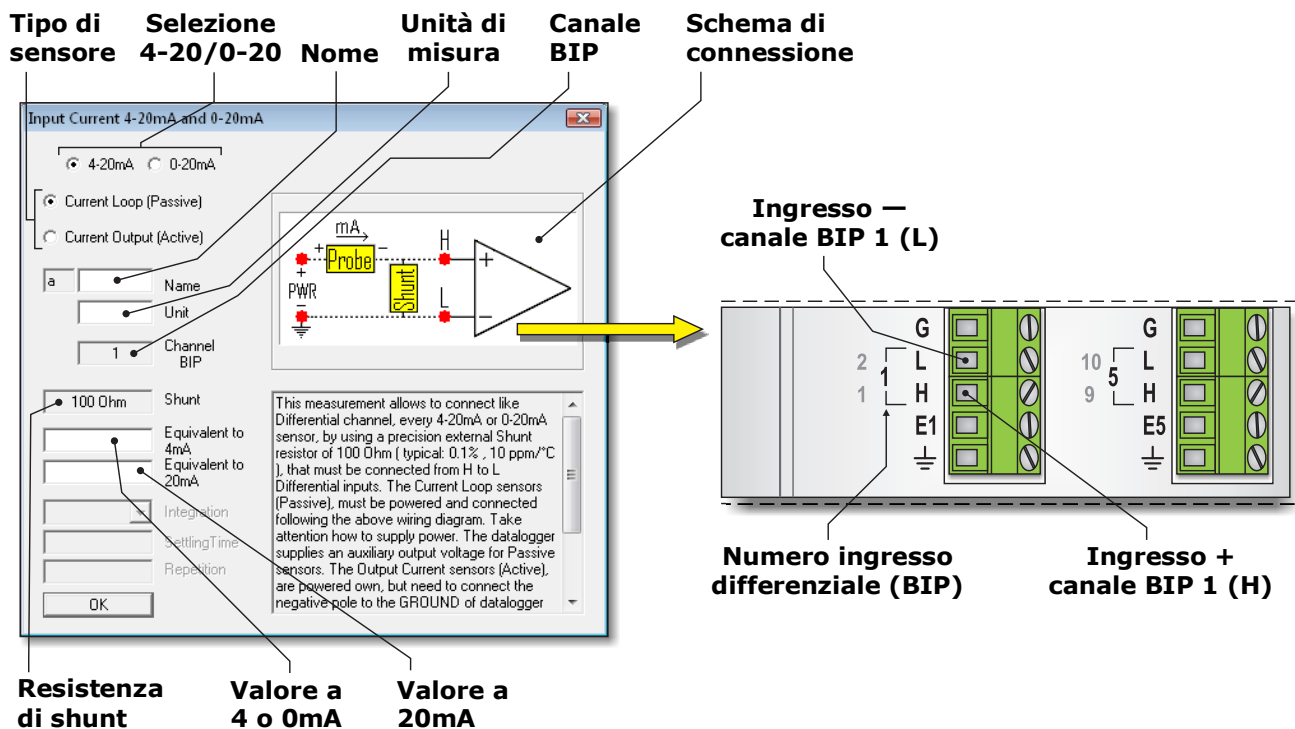 Tipo di
sensore
Selezione
4-20/0-20
Nome
Unità di
misura
Canale
BIP
Schema di
connessione
Input Current 4-20mA and 0-20mA
4-20mA
0-20mA
Current Loop (Passive)
Current Output (Active)
a
Name
Unit
1
Channel
BIP
mA
+
Probe
-
H
+
+
PWR
-
Shunt
L
-
100 Ohm
Shunt
Equivalent to
4mA
Equivalent to
20mA
Integration
SettlingTime
Repetition
OK
This measurement allows to connect like
Differential channel, every 4-20mA or 0-20mA
sensor, by using a precision external Shunt
resistor of 100 Ohm ( typical: 0.1% , 10 ppm/°C
), that must be connected from H to L
Differential inputs. The Current Loop sensors
(Passive), must be powered and connected
following the above wiring diagram. Take
attention how to supply power. The datalogger
supplies an auxiliary output voltage for Passive
sensors. The Output Current sensors (Active),
are powered own, but need to connect the
negative pole to the GROUND of datalogger
Ingresso —
canale BIP 1 (L)
G
2
L
1
1
H
E1
G
10
L
5
9
H
E5
Numero ingresso
differenziale (BIP)
Ingresso +
canale BIP 1 (H)
Resistenza
di shunt
Valore a
4 o 0mA
Valore a
20mA